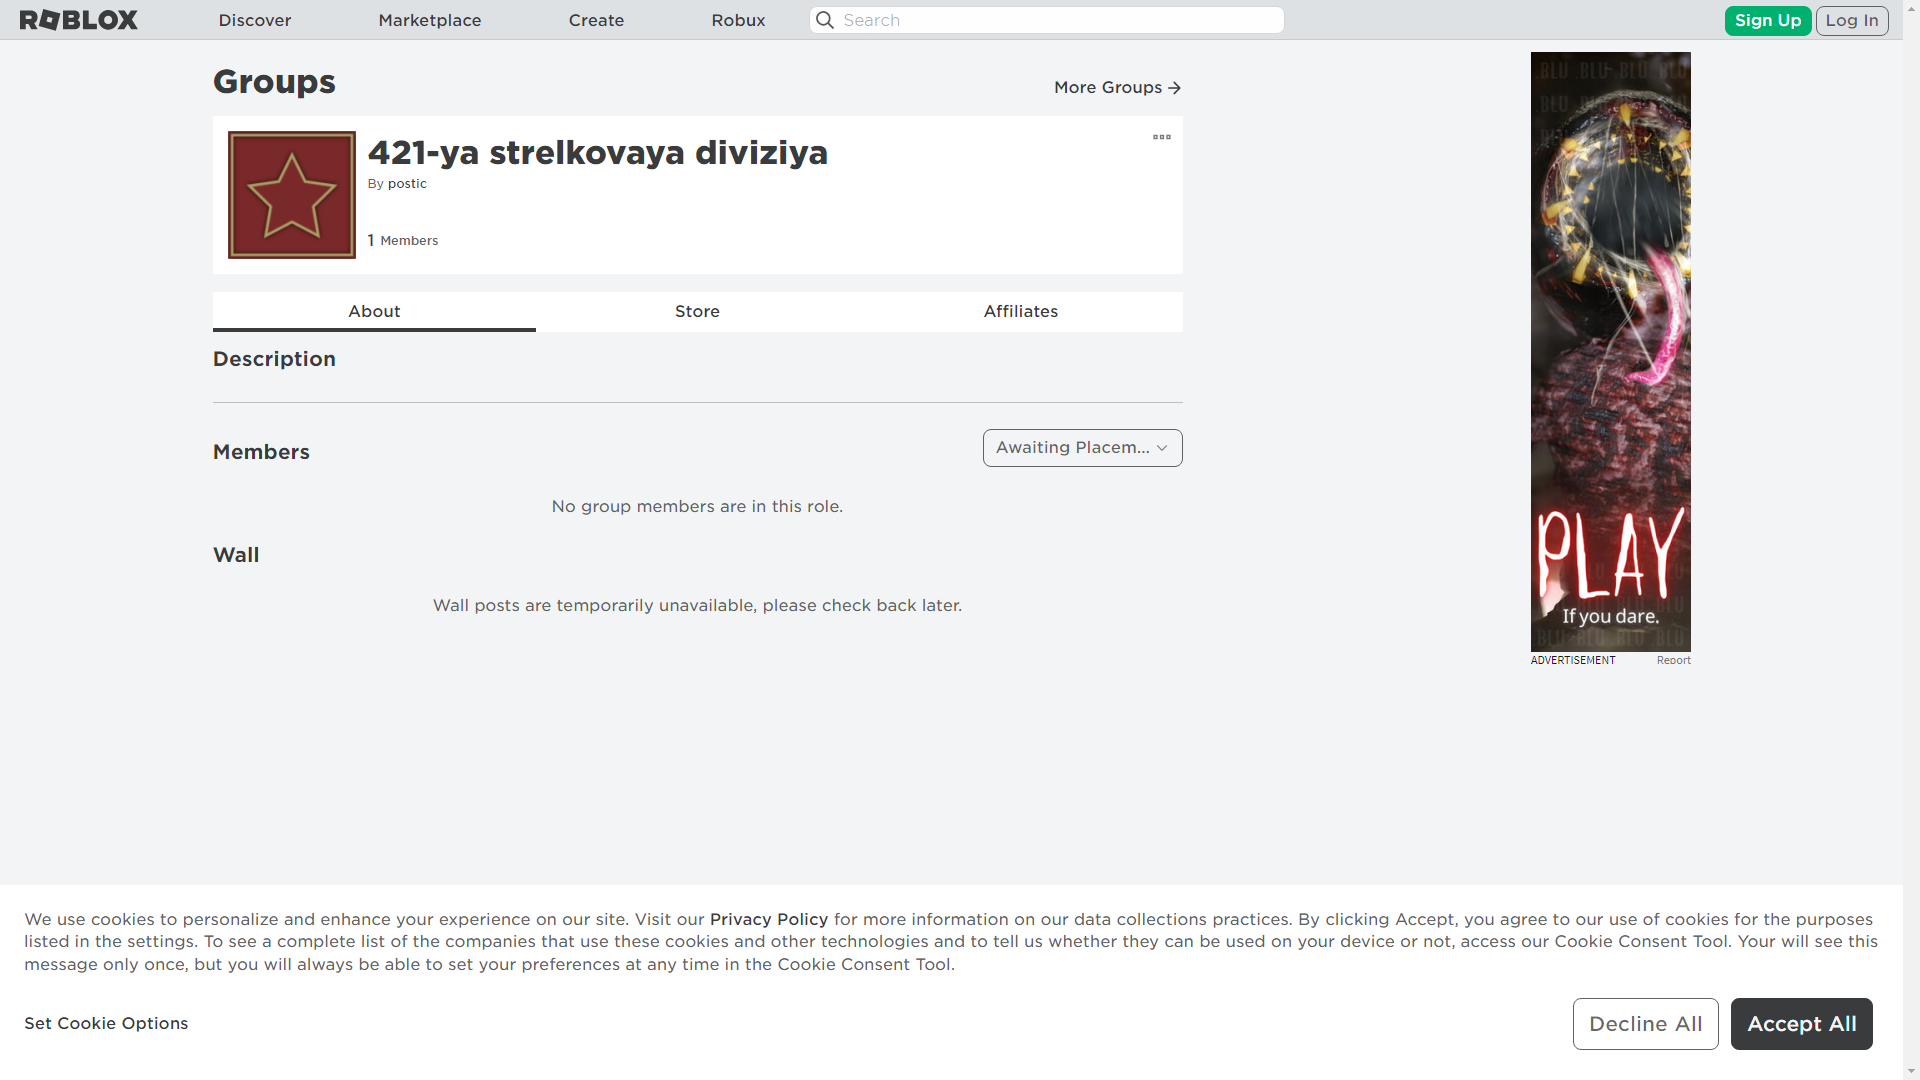 ROBLOX
Discover
Marketplace
Create
Robux
Search
Sign Up
Log In
Groups
More Groups
421-ya strelkovaya diviziya
By postic
1 Members
About
Store
Affiliates
Description
Members
Awaiting Placem...
No group members are in this role.
Wall
Wall posts are temporarily unavailable, please check back later.
PLAY
If you dare.
ADVERTISEMENT
Report
We use cookies to personalize and enhance your experience on our site. Visit our Privacy Policy for more information on our data collections practices. By clicking Accept, you agree to our use of cookies for the purposes
listed in the settings. To see a complete list of the companies that use these cookies and other technologies and to tell us whether they can be used on your device or not, access our Cookie Consent Tool. Your will see this
message only once, but you will always be able to set your preferences at any time in the Cookie Consent Tool.
Set Cookie Options
Decline All
Accept All